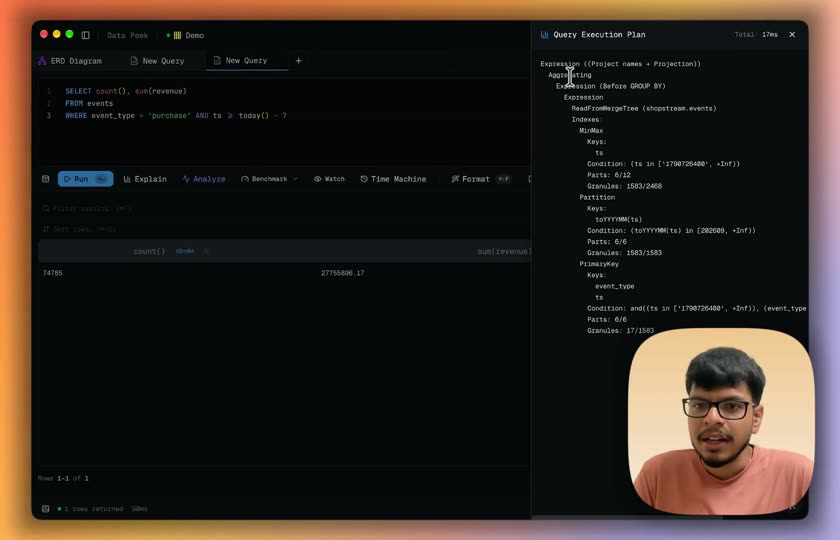 Data Peek
Demo
ERD Diagram
New Query
New Query
1 SELECT count(), sum(revenue)
2 FROM events
3 WHERE event_type = 'purchase' AND ts ≥ today() - 7
Run
Explain
Analyze
Benchmark
Watch
Time Machine
Format
Filter results... (⌘F)
count()
sum(revenue)
74785
27755896.17
Rows 1-1 of 1
1 rows returned 90ms
Query Execution Plan
Total: 17ms
Expression ((Project names + Projection))
Aggregating
Expression (Before GROUP BY)
Expression
ReadFromMergeTree (shopstream.events)
Indexes:
MinMax
Keys:
ts
Condition: (ts in ['1790726400', +Inf))
Parts: 6/12
Granules: 1583/2468
Partition
Keys:
toYYYYMM(ts)
Condition: (toYYYYMM(ts) in [202609, +Inf))
Parts: 6/6
Granules: 1583/1583
PrimaryKey
Keys:
event_type
ts
Condition: and((ts in ['1790726400', +Inf)), (event_type
Parts: 6/6
Granules: 17/1583